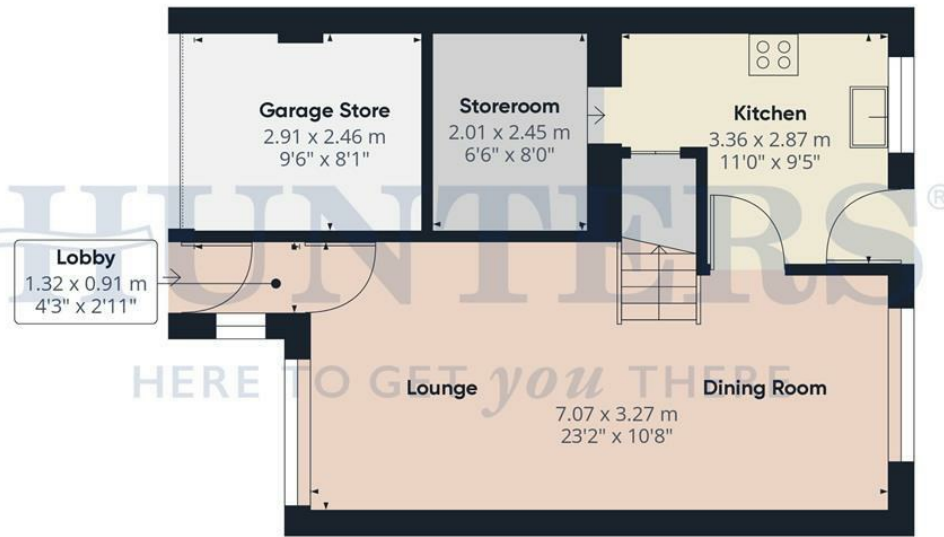 Garage Store
2.91 x 2.46 m
9'6" x 8'1"
Storeroom
2.01 x 2.45 m
6'6" x 8'0"
Kitchen
3.36 x 2.87 m
11'0" x 9'5"
HUNTERS®
Lobby
1.32 x 0.91 m
4'3" x 2'11"
HERE TO GET you THERE
Lounge
Dining Room
7.07 x 3.27 m
23'2" x 10'8"